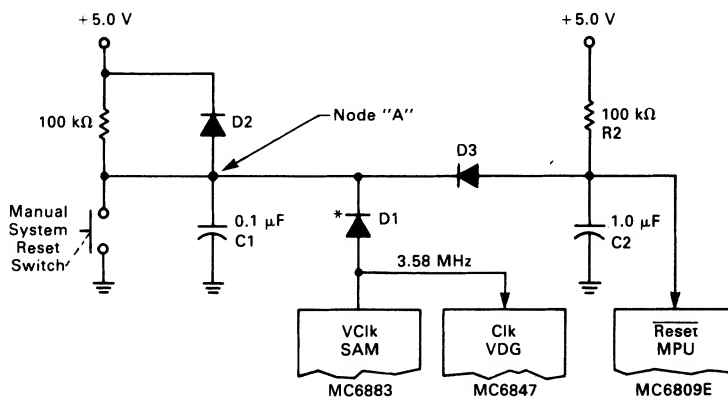 +5.0 V
+5.0 V
100 kΩ
D2
Node "A"
100 kΩ
R2
D3
Manual
System
Reset
Switch
0.1 μF
C1
*
D1
1.0 μF
C2
3.58 MHz
VClk
SAM
Clk
VDG
Reset
MPU
MC6883
MC6847
MC6809E